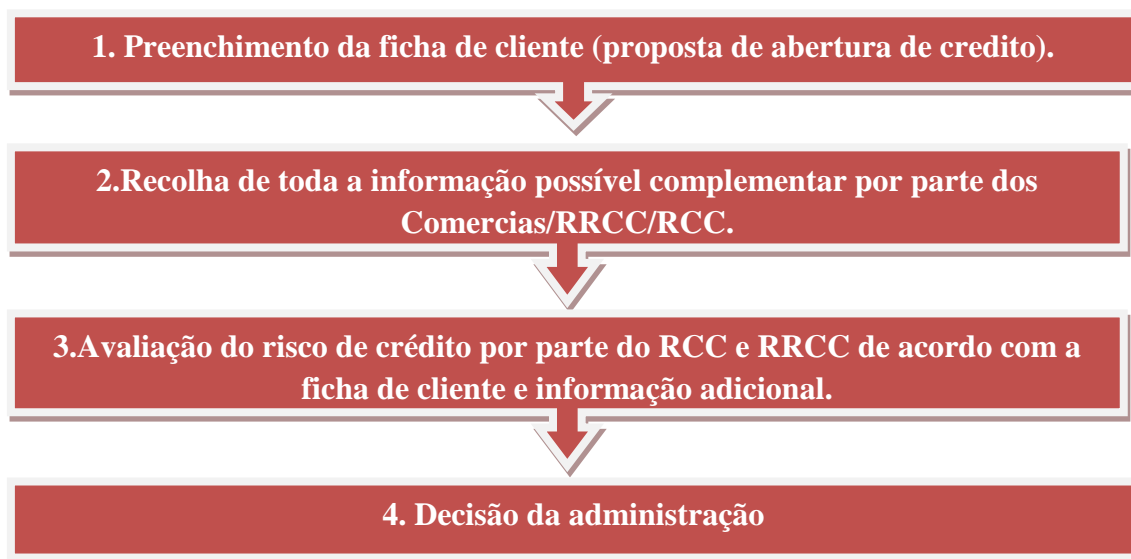 1. Preenchimento da ficha de cliente (proposta de abertura de credito).
2.Recolha de toda a informação possível complementar por parte dos
Comercias/RRCC/RCC.
3.Avaliação do risco de crédito por parte do RCC e RRCC de acordo com a
ficha de cliente e informação adicional.
4. Decisão da administração